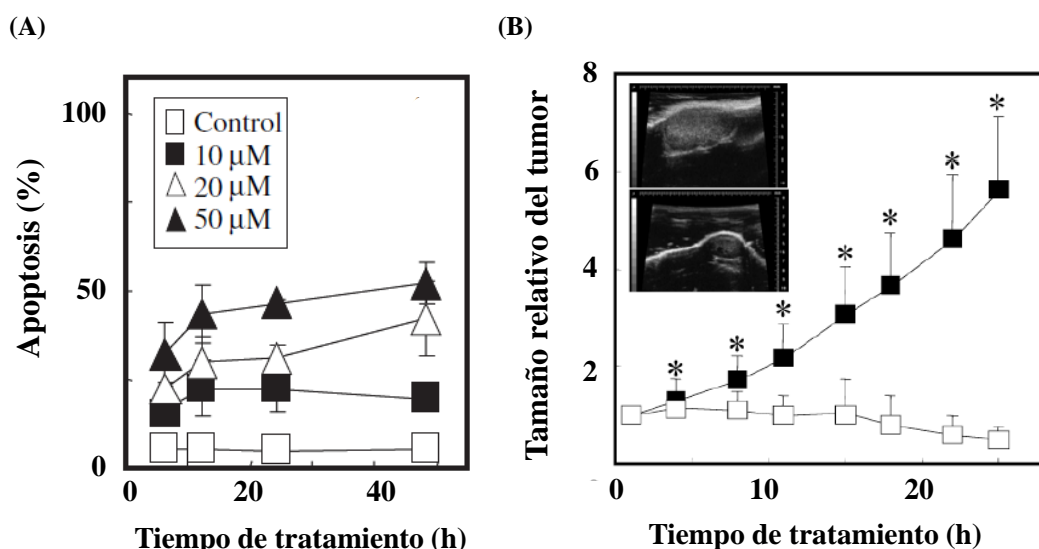 (A)
(B)
Apoptosis (%)
100
50
0
Control
10 µM
20 µM
50 µM
0
20
40
Tiempo de tratamiento (h)
Tamaño relativo del tumor
8
6
4
2
* * * * * * *
0
10
20
Tiempo de tratamiento (h)